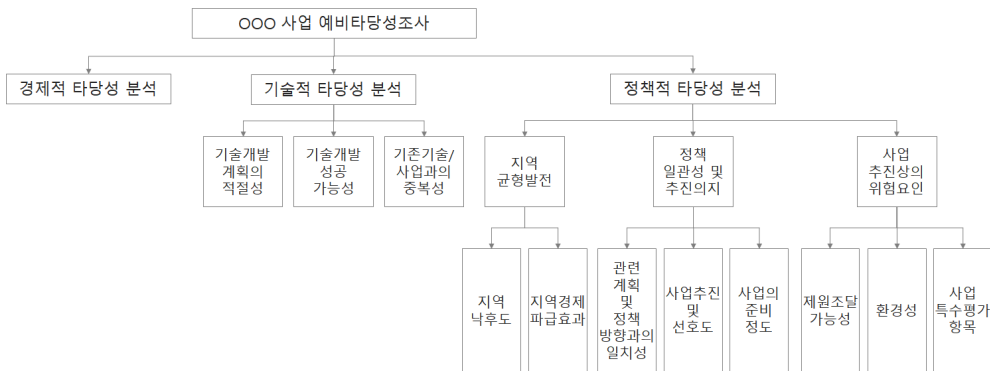 OOO 사업 예비타당성조사
경제적 타당성 분석
기술적 타당성 분석
정책적 타당성 분석
기술개발
계획의
적절성
기술개발
성공
가능성
기존기술/
사업과의
중복성
지역
균형발전
정책
일관성 및
추진의지
사업
추진상의
위험요인
지역
낙후도
지역경제
파급효과
관련
계획
및
정책
방향과의
일치성
사업추진
및
선호도
사업의
준비
정도
제원조달
가능성
환경성
사업
특수평가
항목